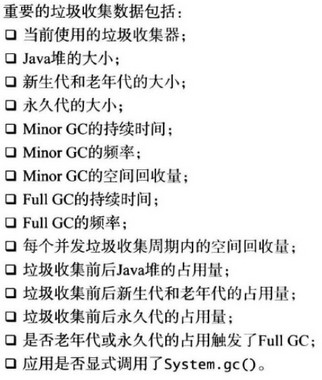 重要的垃圾收集数据包括：
❑ 当前使用的垃圾收集器；
❑ Java堆的大小；
❑ 新生代和老年代的大小；
❑ 永久代的大小；
❑ Minor GC的持续时间；
❑ Minor GC的频率；
❑ Minor GC的空间回收量；
❑ Full GC的持续时间；
❑ Full GC的频率；
❑ 每个并发垃圾收集周期内的空间回收量；
❑ 垃圾收集前后Java堆的占用量；
❑ 垃圾收集前后新生代和老年代的占用量；
❑ 垃圾收集前后永久代的占用量；
❑ 是否老年代或永久代的占用触发了Full GC；
❑ 应用是否显式调用了System.gc()。